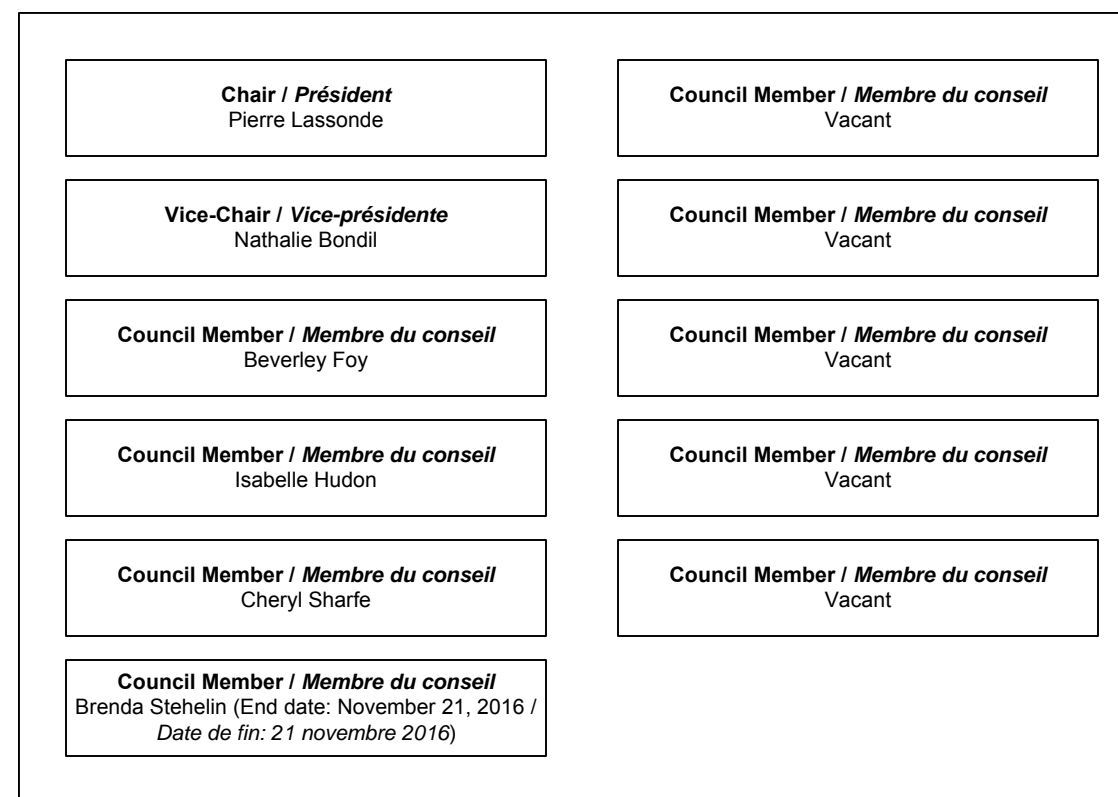 Chair / Président
Pierre Lassonde
Vice-Chair / Vice-présidente
Nathalie Bondil
Council Member / Membre du conseil
Beverley Foy
Council Member / Membre du conseil
Isabelle Hudon
Council Member / Membre du conseil
Cheryl Sharfe
Council Member / Membre du conseil
Brenda Stehelin (End date: November 21, 2016 /
Date de fin: 21 novembre 2016)
Council Member / Membre du conseil
Vacant
Council Member / Membre du conseil
Vacant
Council Member / Membre du conseil
Vacant
Council Member / Membre du conseil
Vacant
Council Member / Membre du conseil
Vacant